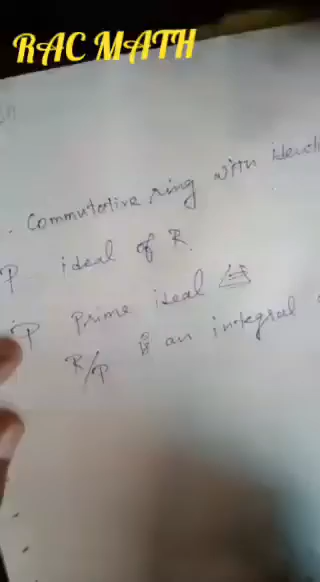 RAC MATH
. Commutative ring with
P ideal of R.
P Prime ideal ⇔
R/P is an integral